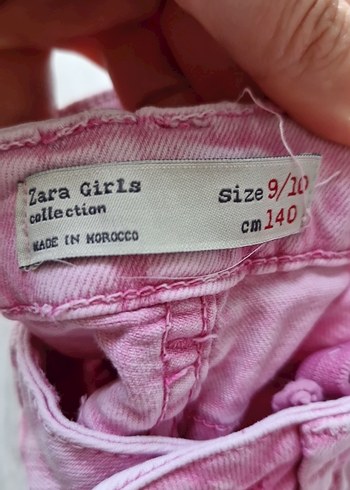 Zara Girls
collection
MADE IN MOROCCO
Size 9/10
cm 140